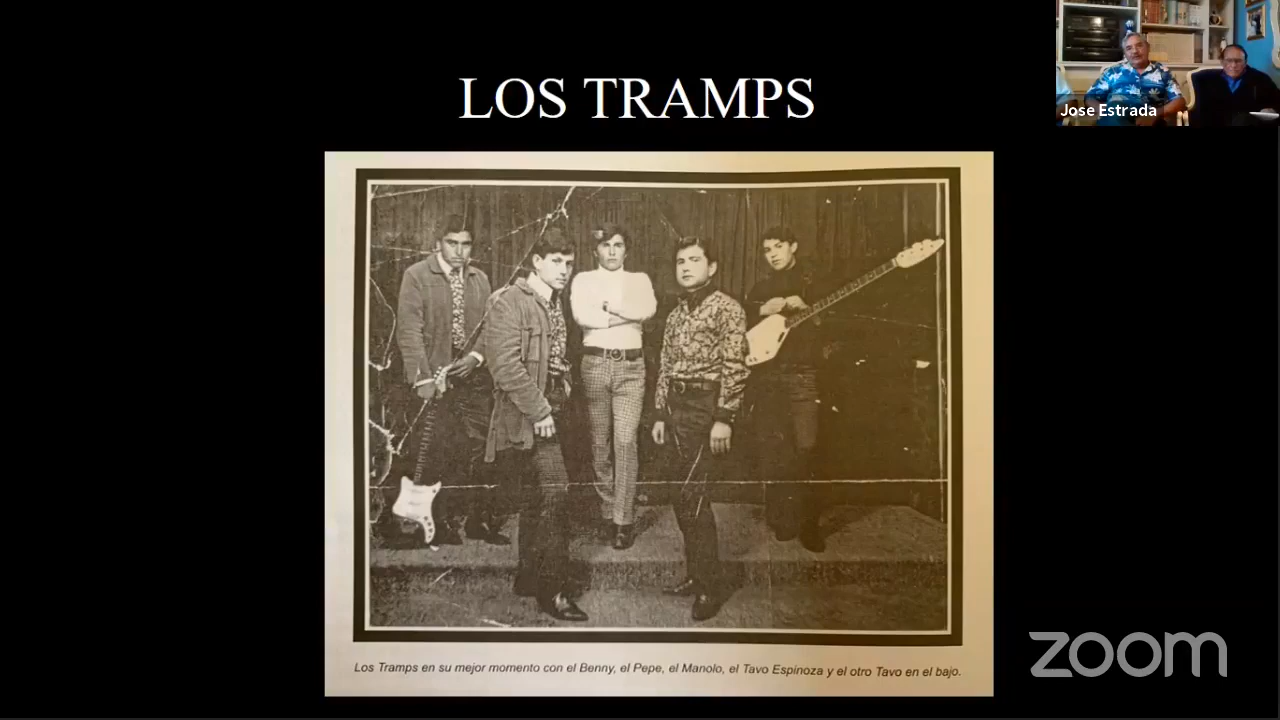 LOS TRAMPS
Jose Estrada
Los Tramps en su mejor momento con el Benny, el Pepe, el Manolo, el Tavo Espinoza y el otro Tavo en el bajo.
zoom